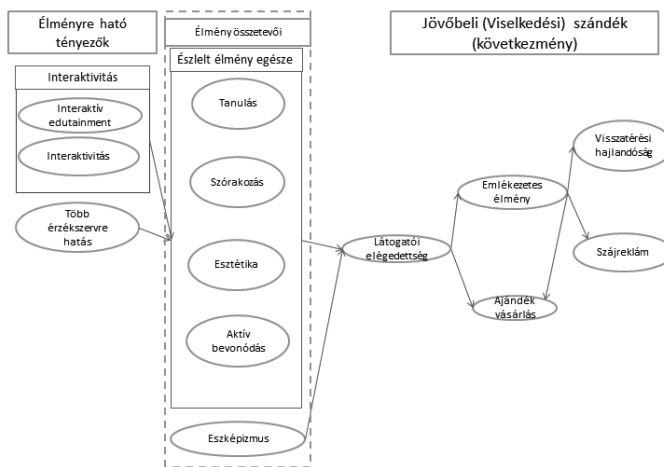 Élményre ható
tényezők
Élmény összetevői
Jövőbeli (Viselkedési) szándék
(következmény)
Észlelt élmény egésze
Interaktivitás
Interaktív
edutainment
Interaktivitás
Több
érzékszervre
hatás
Tanulás
Szórakozás
Esztétika
Aktív
bevonódás
Eszképizmus
Látogatói
elégedettség
Emlékezetes
élmény
Ajándék
vásárlás
Visszatérési
hajlandóság
Szájreklám